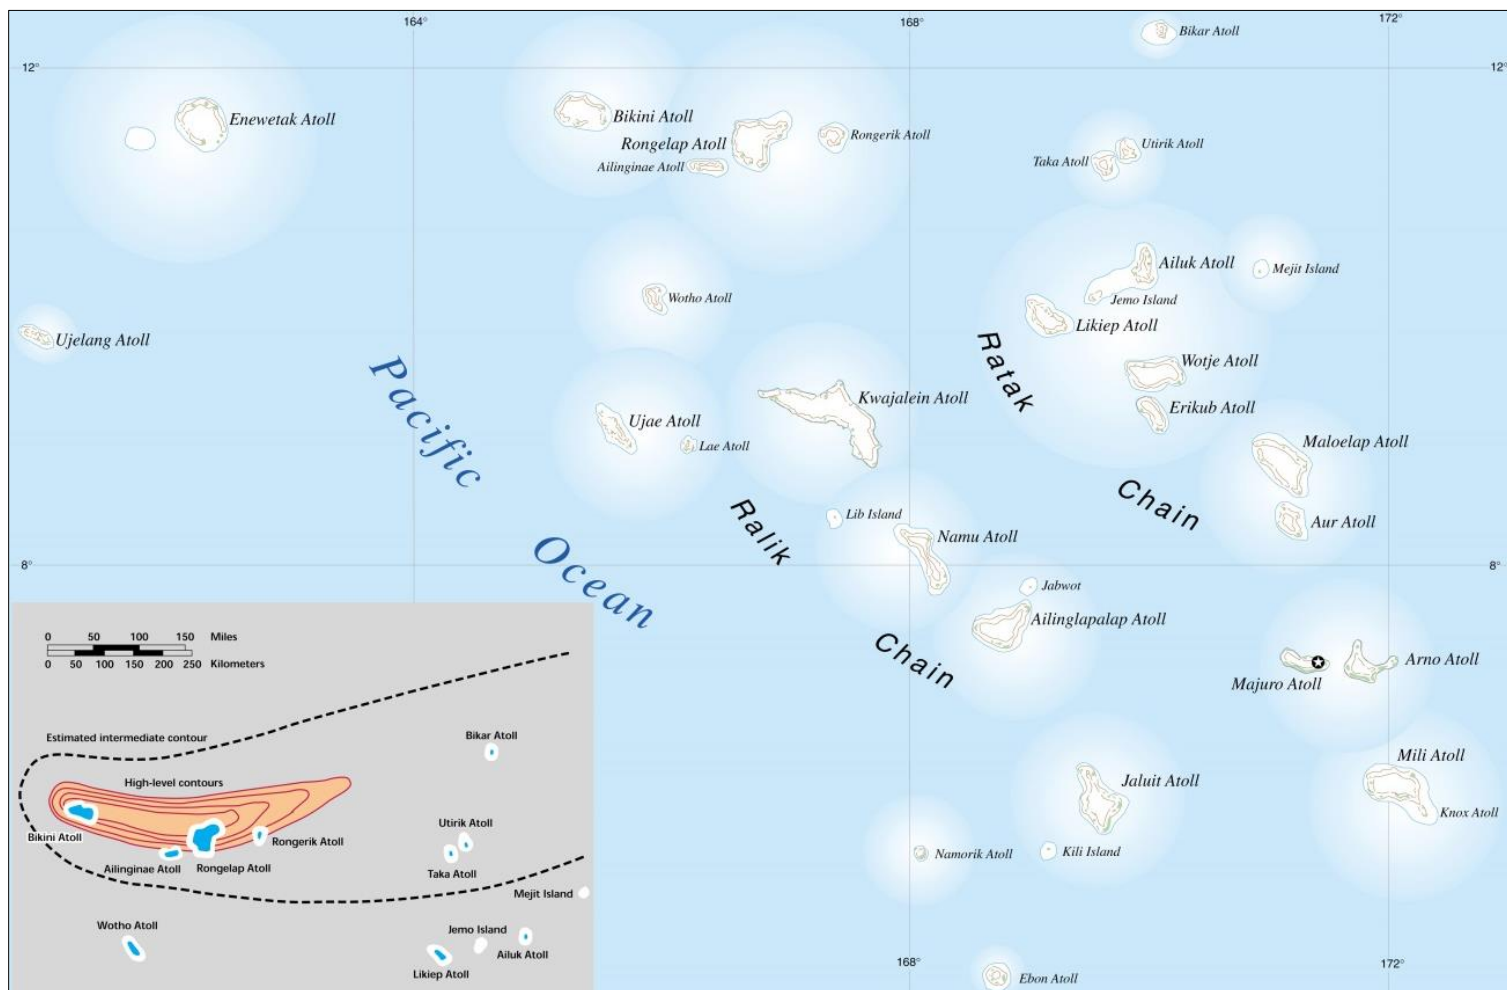 164°
168°
172°
Bikar Atoll
12°
12°
Enewetak Atoll
Bikini Atoll
Rongelap Atoll
Rongerik Atoll
Ailinginae Atoll
Utirik Atoll
Taka Atoll
Ailuk Atoll
Mejit Island
Jemo Island
Wotho Atoll
Likiep Atoll
Ujelang Atoll
Ratak
Wotje Atoll
Pacific
Kwajalein Atoll
Erikub Atoll
Ujae Atoll
Lae Atoll
Maloelap Atoll
Chain
Ralik
Lib Island
Aur Atoll
Namu Atoll
Ocean
8°
8°
Jabwot
Ailinglapalap Atoll
Chain
Arno Atoll
Majuro Atoll
Mili Atoll
Jaluit Atoll
Knox Atoll
Namorik Atoll
Kili Island
168°
172°
Ebon Atoll
0 50 100 150 Miles
0 50 100 150 200 250 Kilometers
Estimated intermediate contour
Bikar Atoll
High-level contours
Bikini Atoll
Utirik Atoll
Rongerik Atoll
Ailinginae Atoll
Rongelap Atoll
Taka Atoll
Mejit Island
Wotho Atoll
Jemo Island
Ailuk Atoll
Likiep Atoll